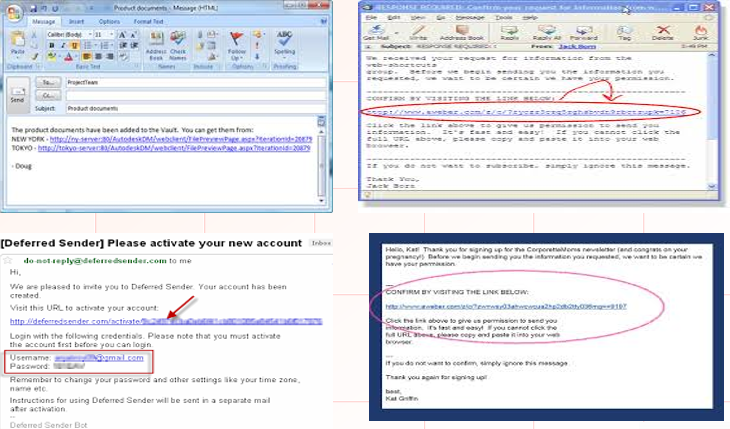 Product documents - Message (HTML)
Message Insert Options Format Text
Calibri (Body) 11
Paste
Address Book Check Names
Follow Up
Spelling
Clipboard Basic Text Names Include Options Proofing
To... ProjectTeam
Cc...
Send
Subject: Product documents
The product documents have been added to the Vault. You can get them from:
NEW YORK - http://ny-server:80/AutodeskDM/webclient/FilePreviewPage.aspx?iterationid=26879
TOKYO - http://tokyo-server:80/AutodeskDM/webclient/FilePreviewPage.aspx?iterationid=26879
- Doug
RESPONSE REQUIRED: Confirm your request for information
File Edit View Go Message Tools Help
Get Mail Write Address Book Reply Reply All Forward Tag Delete Junk
Subject: RESPONSE REQUIRED: From: Jack Born 5:49 PM
We received your request for information from the
web-shortcuts
group. Before we begin sending you the information you
requested, we want to be certain we have your permission.
CONFIRM BY VISITING THE LINK BELOW:
Click the link above to give us permission to send you
information. It's fast and easy! If you cannot click the
full URL above, please copy and paste it into your web
browser.
If you do not want to subscribe, simply ignore this message.
Thank You,
Jack Born
[Deferred Sender] Please activate your new account Inbox
do-not-reply@deferredsender.com to me
Hi,
We are pleased to invite you to Deferred Sender. Your account has been
created.
Visit this URL to activate your account:
http://deferredsender.com/activate/
Login with the following credentials. Please note that you must activate
the account first before you can login.
Username: @gmail.com
Password:
Remember to change your password and other settings like your time zone,
name etc.
Instructions for using Deferred Sender will be sent in a separate mail
after activation.
--
Deferred Sender Bot
Hello, Kat! Thank you for signing up for the CorporetteMoms newsletter (and congrats on your
pregnancy!) Before we begin sending you the information you requested, we want to be certain we
have your permission.
---
CONFIRM BY VISITING THE LINK BELOW:
Click the link above to give us permission to send you
information. It's fast and easy! If you cannot click the
full URL above, please copy and paste it into your web
browser.
---
If you do not want to confirm, simply ignore this message.
Thank you again for signing up!
best,
Kat Griffin